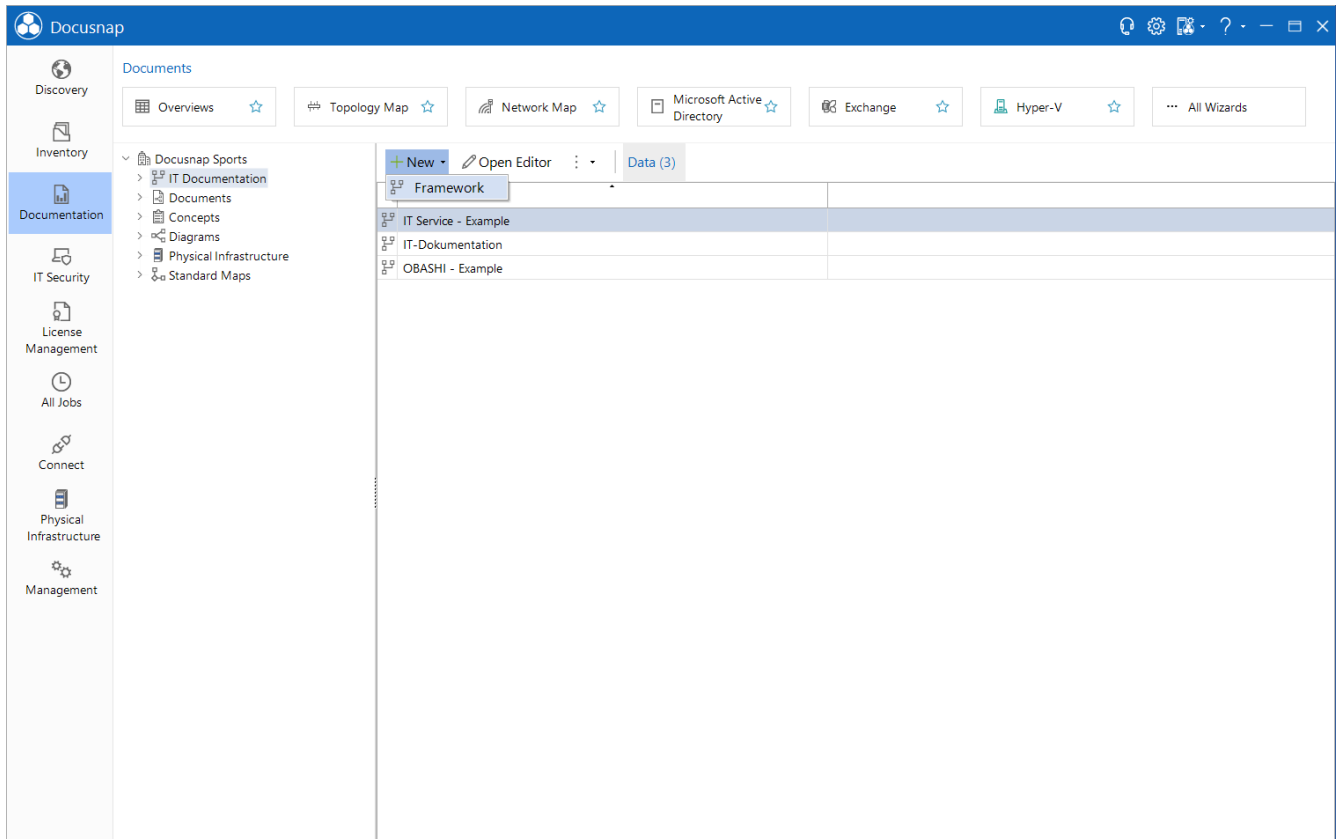 Docusnap
Discovery
Inventory
Documentation
IT Security
License
Management
All Jobs
Connect
Physical
Infrastructure
Management
Documents
Overviews
Topology Map
Network Map
Microsoft Active
Directory
Exchange
Hyper-V
··· All Wizards
Docusnap Sports
IT Documentation
Documents
Concepts
Diagrams
Physical Infrastructure
Standard Maps
New Open Editor Data (3)
Framework
IT Service - Example
IT-Dokumentation
OBASHI - Example